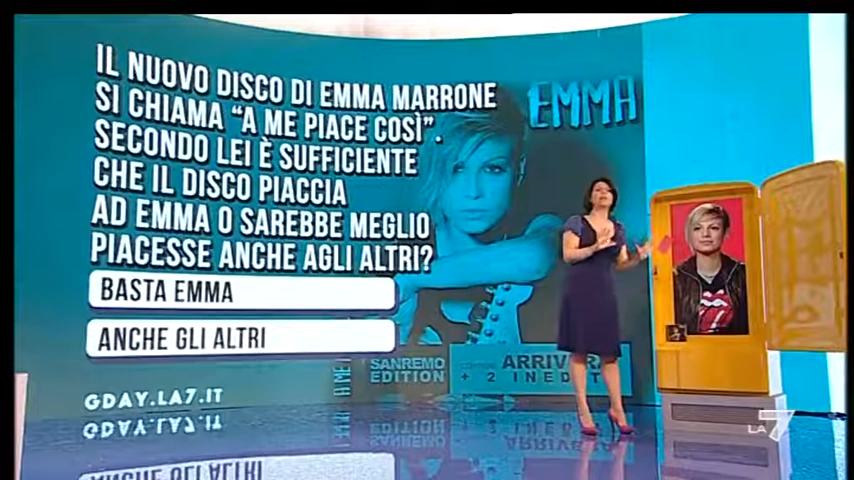 IL NUOVO DISCO DI EMMA MARRONE
SI CHIAMA "A ME PIACE COSÌ".
SECONDO LEI È SUFFICIENTE
CHE IL DISCO PIACCIA
AD EMMA O SAREBBE MEGLIO
PIACESSE ANCHE AGLI ALTRI?
BASTA EMMA
ANCHE GLI ALTRI
GDAY.LA7.IT
EMMA
SANREMO
EDITION
+ 2
LA7